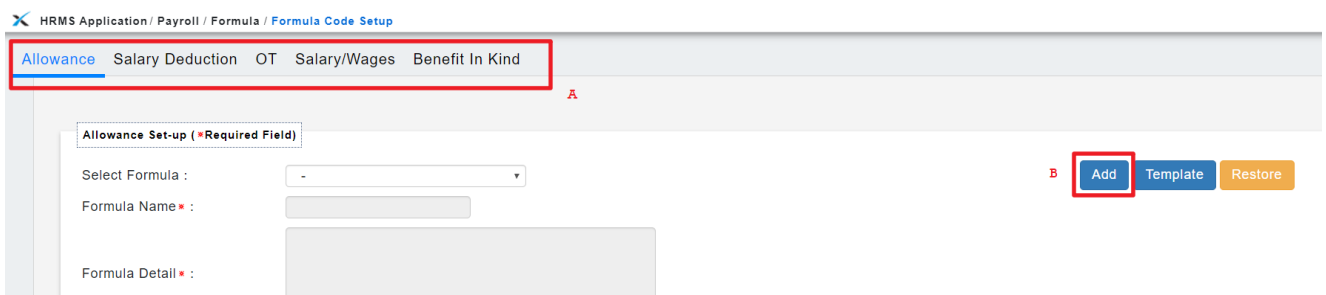 HRMS Application / Payroll / Formula / Formula Code Setup
Allowance Salary Deduction OT Salary/Wages Benefit In Kind
A
Allowance Set-up (*Required Field)
Select Formula : -
B Add Template Restore
Formula Name* :
Formula Detail* :